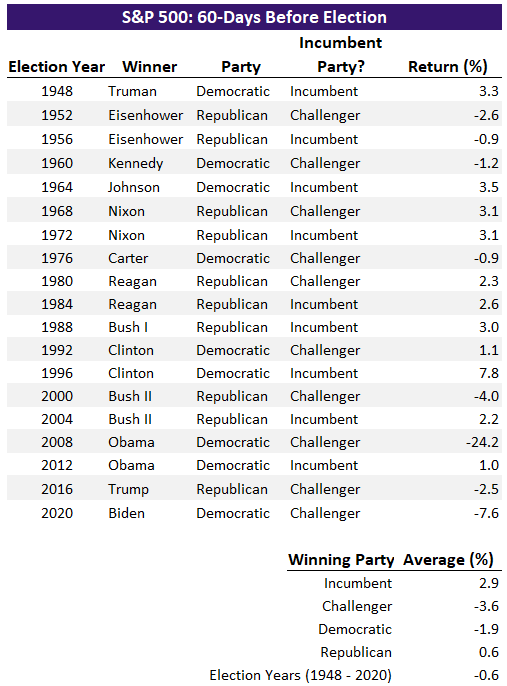 S&P 500: 60-Days Before Election
Incumbent
Election Year Winner Party Party? Return (%)
1948 Truman Democratic Incumbent 3.3
1952 Eisenhower Republican Challenger -2.6
1956 Eisenhower Republican Incumbent -0.9
1960 Kennedy Democratic Challenger -1.2
1964 Johnson Democratic Incumbent 3.5
1968 Nixon Republican Challenger 3.1
1972 Nixon Republican Incumbent 3.1
1976 Carter Democratic Challenger -0.9
1980 Reagan Republican Challenger 2.3
1984 Reagan Republican Incumbent 2.6
1988 Bush I Republican Incumbent 3.0
1992 Clinton Democratic Challenger 1.1
1996 Clinton Democratic Incumbent 7.8
2000 Bush II Republican Challenger -4.0
2004 Bush II Republican Incumbent 2.2
2008 Obama Democratic Challenger -24.2
2012 Obama Democratic Incumbent 1.0
2016 Trump Republican Challenger -2.5
2020 Biden Democratic Challenger -7.6
Winning Party Average (%)
Incumbent 2.9
Challenger -3.6
Democratic -1.9
Republican 0.6
Election Years (1948 - 2020) -0.6